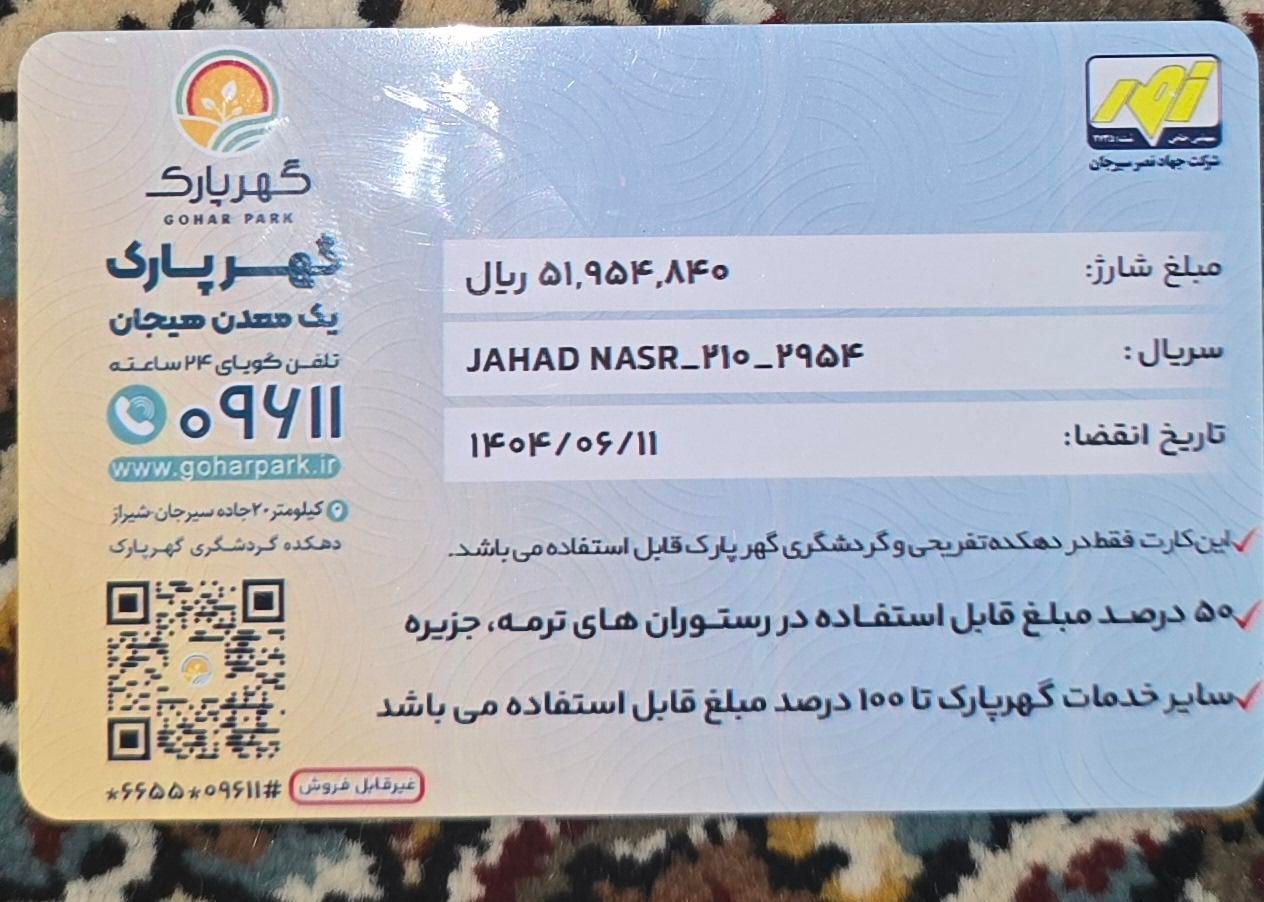 گهرپارک
GOHAR PARK
گهرپارک
یک معدن هیجان
تلفن گویای ۲۴ ساعته
۰۹۶۱۱
www.goharpark.ir
کیلومتر ۲۰ جاده سیرجان-شیراز
دهکده گردشگری گهرپارک
*۶۶۵۵*۰۹۶۱۱#
غیرقابل فروش
شرکت جهاد نصر سیرجان
مبلغ شارژ: ۵۱,۹۵۴,۸۴۰ ریال
سریال: JAHAD NASR_۲۱۰_۲۹۵۴
تاریخ انقضا: ۱۴۰۴/۰۶/۱۱
این کارت فقط در دهکده تفریحی و گردشگری گهرپارک قابل استفاده می باشد.
۵۰ درصد مبلغ قابل استفاده در رستوران های ترمه، جزیره
سایر خدمات گهرپارک تا ۱۰۰ درصد مبلغ قابل استفاده می باشد